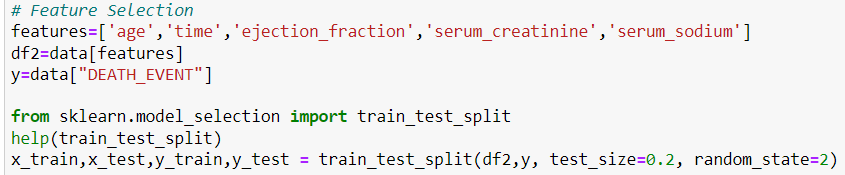 # Feature Selection
features=['age','time','ejection_fraction','serum_creatinine','serum_sodium']
df2=data[features]
y=data["DEATH_EVENT"]
from sklearn.model_selection import train_test_split
help(train_test_split)
x_train,x_test,y_train,y_test = train_test_split(df2,y, test_size=0.2, random_state=2)